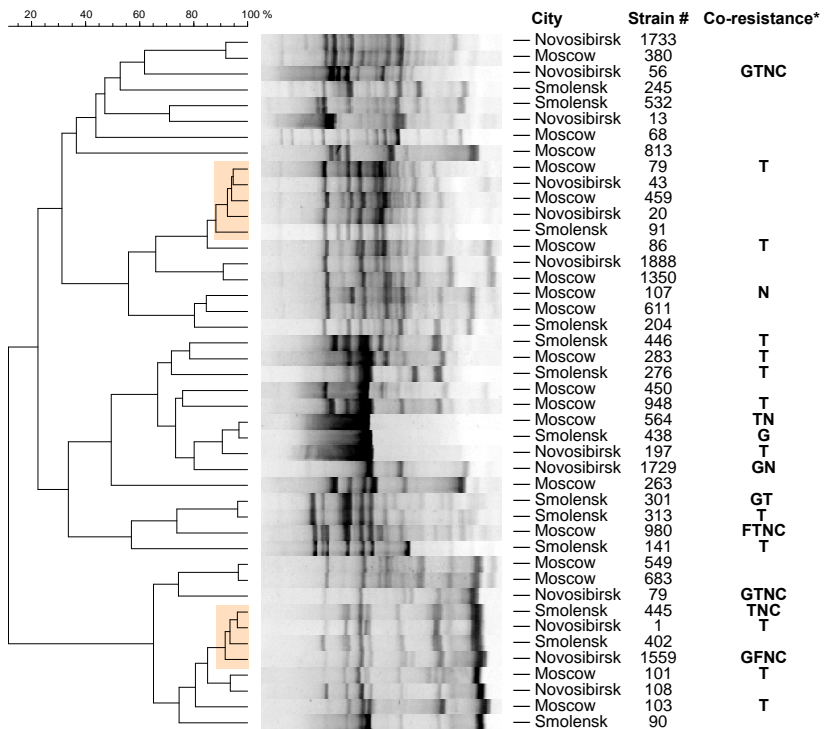 20 40 60 80 100 % City Strain # Co-resistance*
— Novosibirsk 1733
— Moscow 380
— Novosibirsk 56 GTNC
— Smolensk 245
— Smolensk 532
— Novosibirsk 13
— Moscow 68
— Moscow 813
— Moscow 79 T
— Novosibirsk 43
— Moscow 459
— Novosibirsk 20
— Smolensk 91
— Moscow 86 T
— Novosibirsk 1888
— Moscow 1350
— Moscow 107 N
— Moscow 611
— Smolensk 204
— Smolensk 446 T
— Moscow 283 T
— Smolensk 276 T
— Moscow 450
— Moscow 948 T
— Moscow 564 TN
— Smolensk 438 G
— Novosibirsk 197 T
— Novosibirsk 1729 GN
— Moscow 263
— Smolensk 301 GT
— Smolensk 313 T
— Moscow 980 FTNC
— Smolensk 141 T
— Moscow 549
— Moscow 683
— Novosibirsk 79 GTNC
— Smolensk 445 TNC
— Novosibirsk 1 T
— Smolensk 402
— Novosibirsk 1559 GFNC
— Moscow 101 T
— Novosibirsk 108
— Moscow 103 T
— Smolensk 90